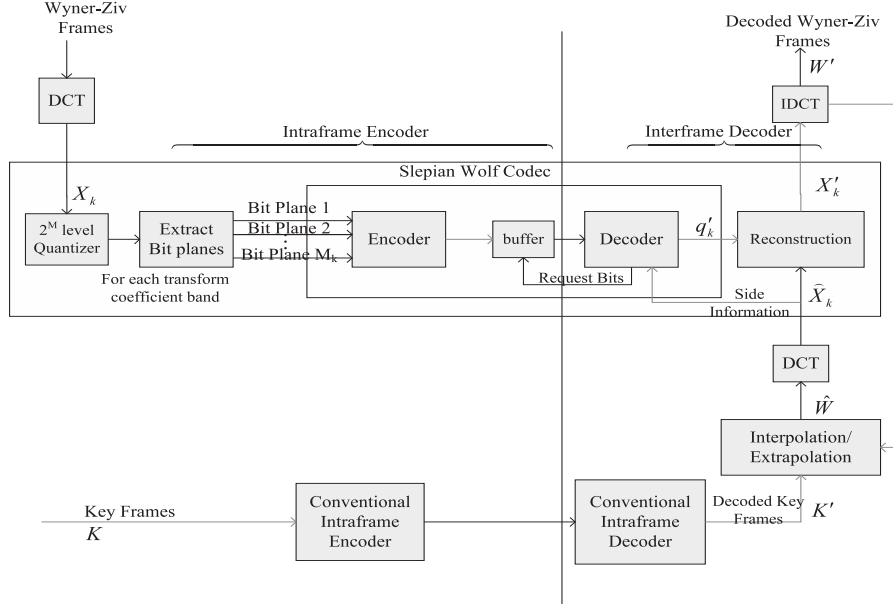 Wyner-Ziv
Frames
Decoded Wyner-Ziv
Frames
W'
DCT
IDCT
Intraframe Encoder
Interframe Decoder
Slepian Wolf Codec
X_k
X'_k
2^M level
Quantizer
Extract
Bit planes
Bit Plane 1
Bit Plane 2
⋮
Bit Plane M_k
Encoder
buffer
Decoder
q'_k
Reconstruction
Request Bits
For each transform
coefficient band
Side
Information
X̂_k
DCT
Ŵ
Interpolation/
Extrapolation
Key Frames
K
Conventional
Intraframe
Encoder
Conventional
Intraframe
Decoder
Decoded Key
Frames
K'